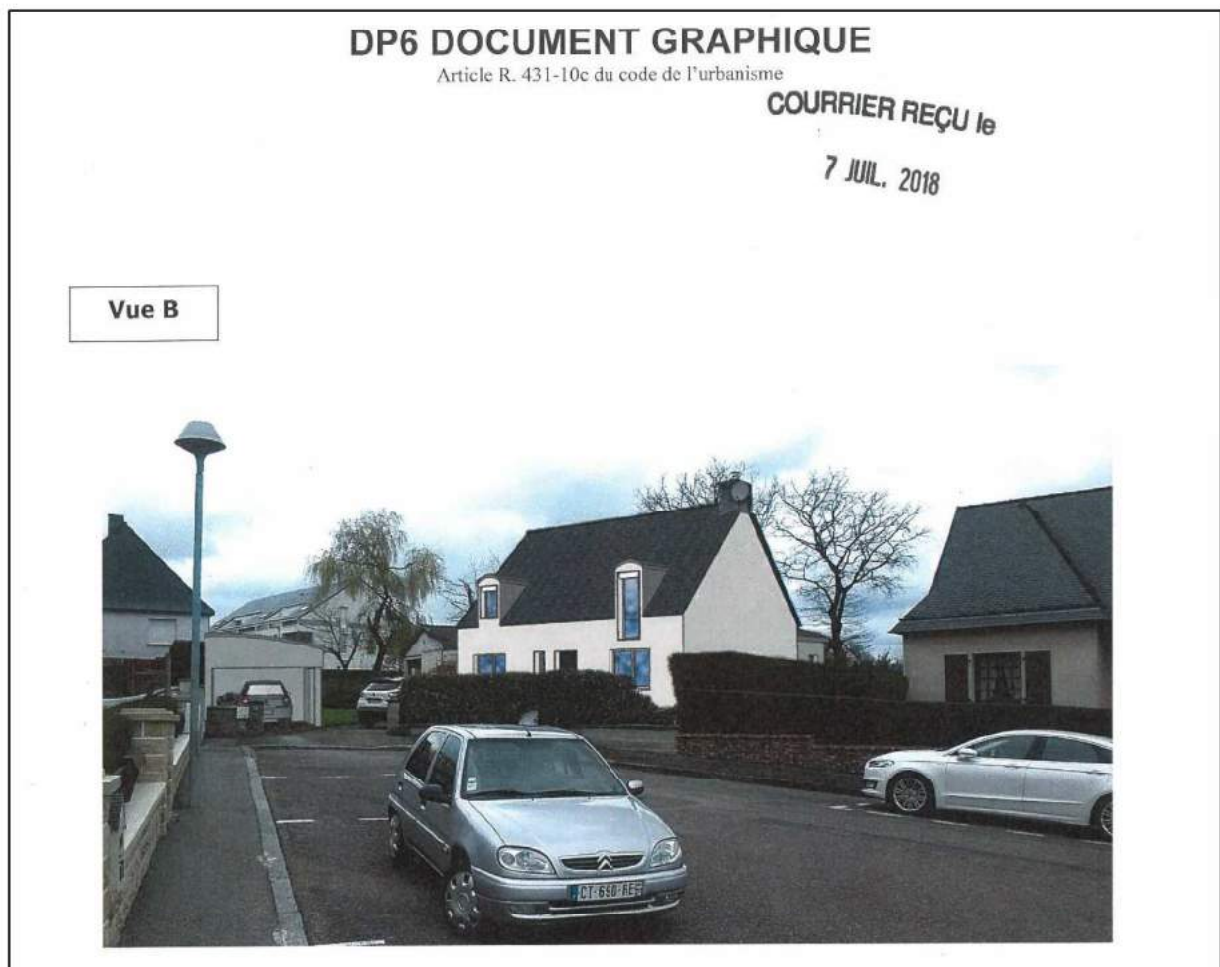 DP6 DOCUMENT GRAPHIQUE
Article R. 431-10c du code de l'urbanisme
COURRIER REÇU le
7 JUIL. 2018
Vue B
CT-690-RE